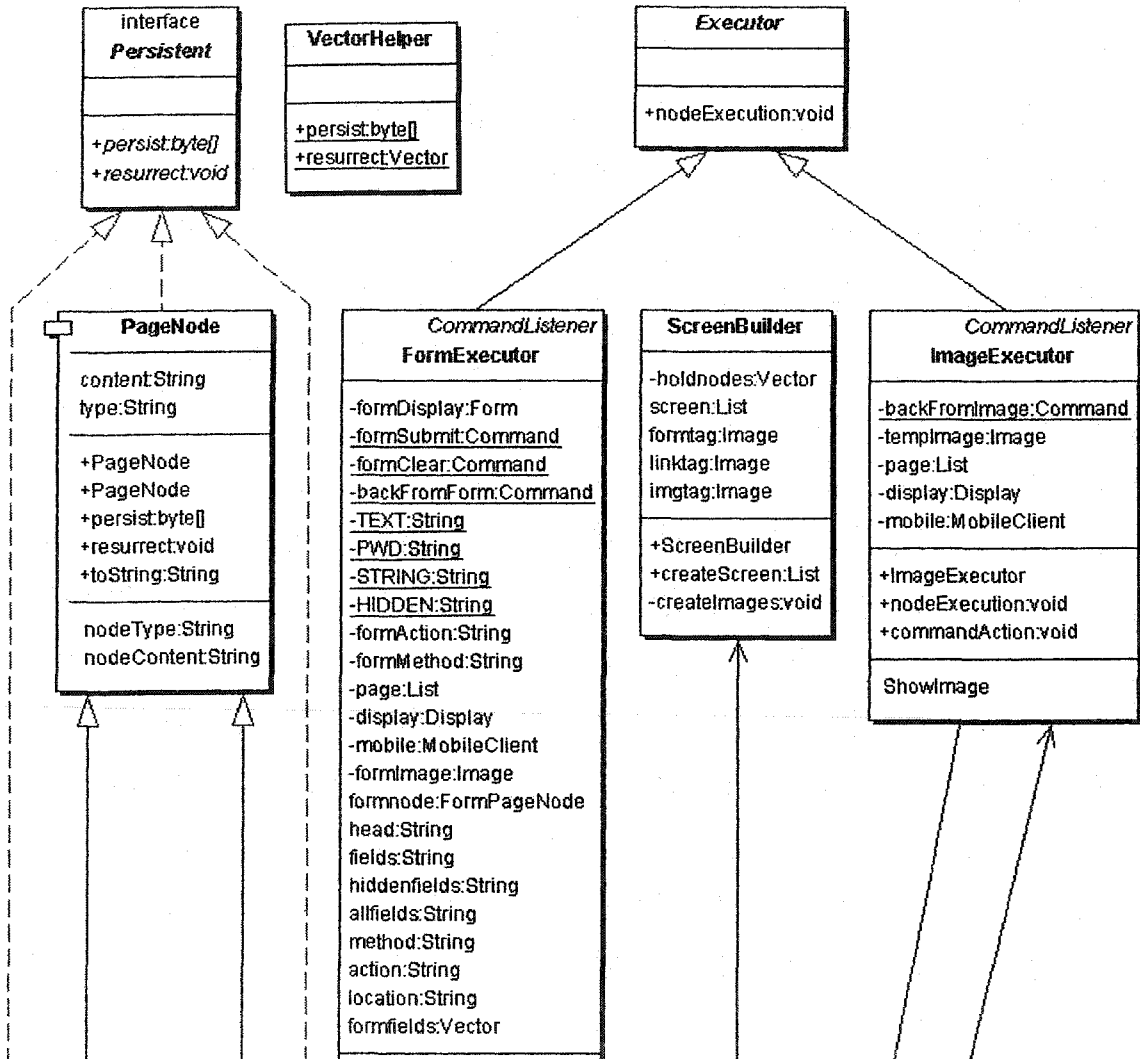 interface
Persistent
+persist:byte[]
+resurrect:void
VectorHelper
+persist:byte[]
+resurrect:Vector
Executor
+nodeExecution:void
PageNode
content:String
type:String
+PageNode
+PageNode
+persist:byte[]
+resurrect:void
+toString:String
nodeType:String
nodeContent:String
CommandListener
FormExecutor
-formDisplay:Form
-formSubmit:Command
-formClear:Command
-backFromForm:Command
-TEXT:String
-PWD:String
-STRING:String
-HIDDEN:String
-formAction:String
-formMethod:String
-page:List
-display:Display
-mobile:MobileClient
-formImage:Image
formnode:FormPageNode
head:String
fields:String
hiddenfields:String
allfields:String
method:String
action:String
location:String
formfields:Vector
ScreenBuilder
-holdnodes:Vector
screen:List
formtag:Image
linktag:Image
imgtag:Image
+ScreenBuilder
+createScreen:List
-createImages:void
CommandListener
ImageExecutor
-backFromImage:Command
-tempImage:Image
-page:List
-display:Display
-mobile:MobileClient
+ImageExecutor
+nodeExecution:void
+commandAction:void
ShowImage